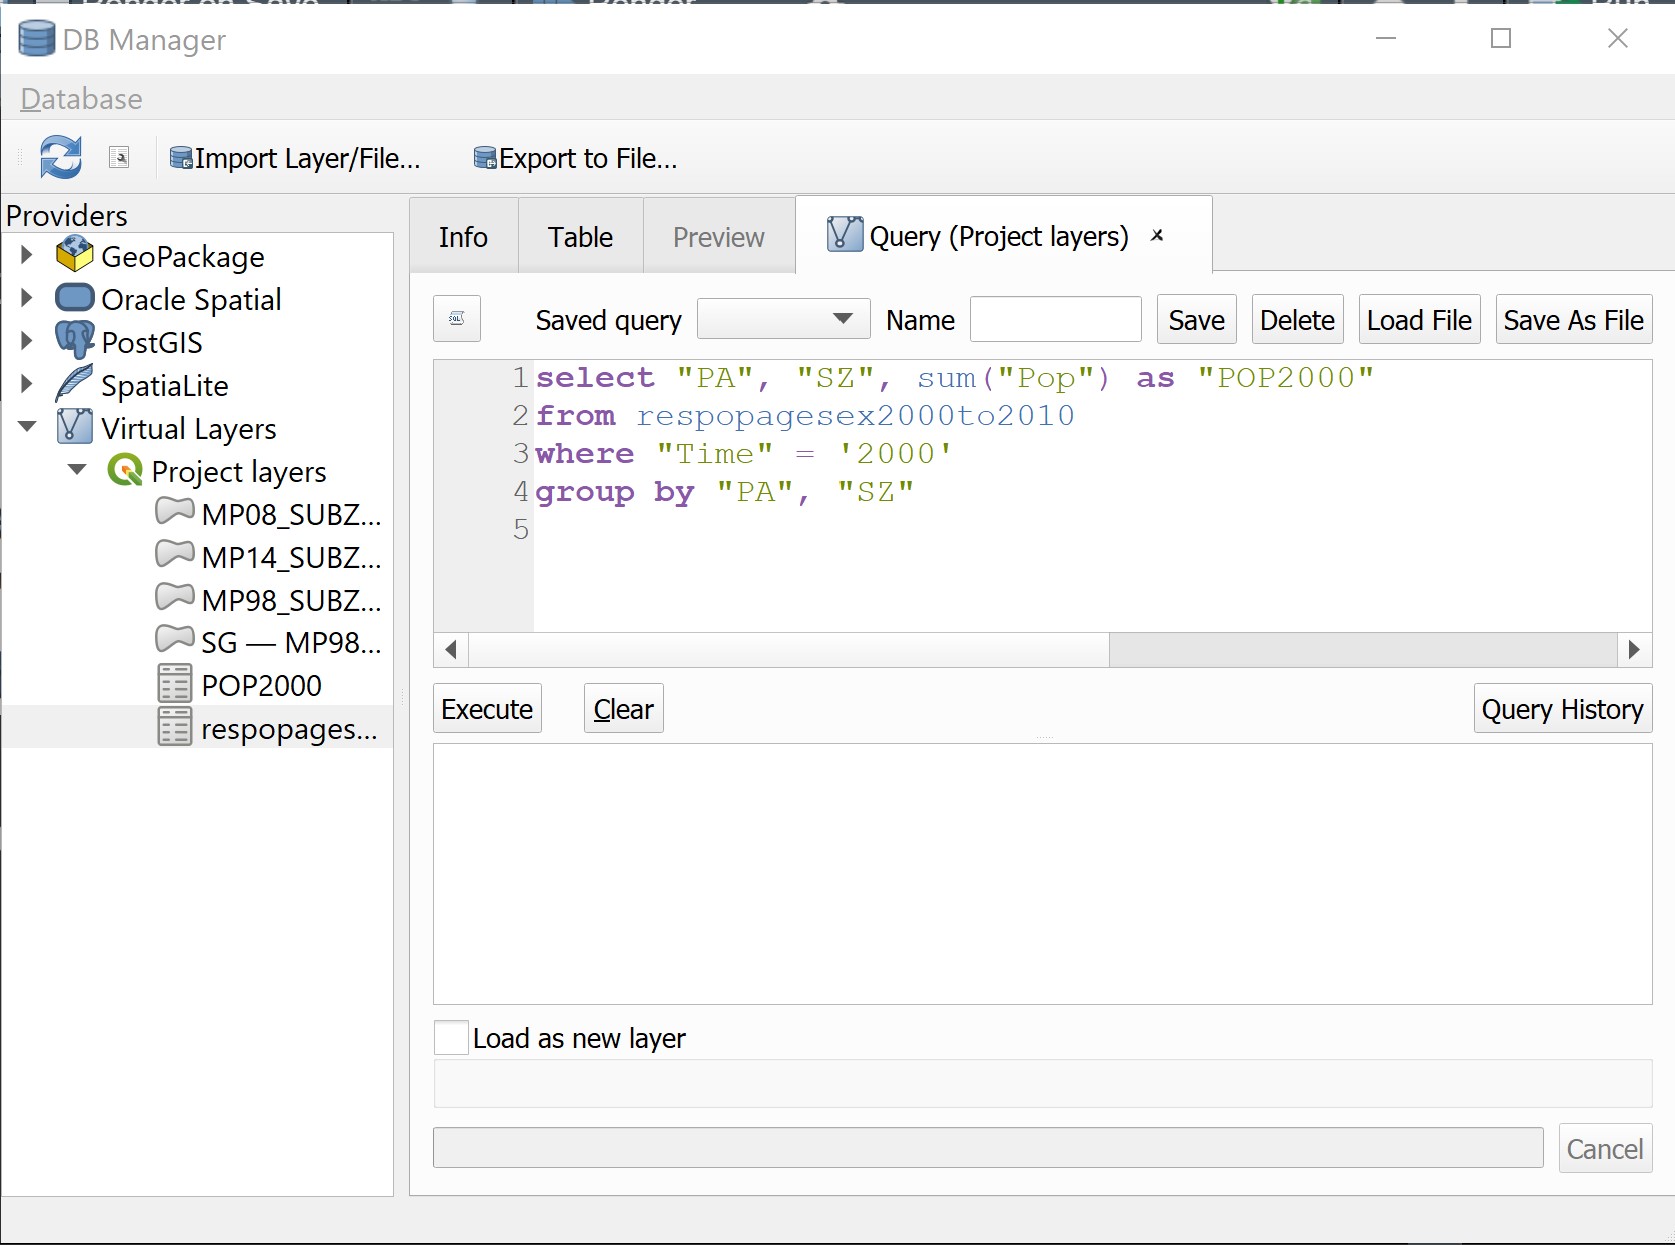 DB Manager
Database
Import Layer/File...
Export to File...
Providers
GeoPackage
Oracle Spatial
PostGIS
SpatiaLite
Virtual Layers
Project layers
MP08_SUBZ...
MP14_SUBZ...
MP98_SUBZ...
SG — MP98...
POP2000
respopages...
Info
Table
Preview
Query (Project layers)
SQL
Saved query
Name
Save
Delete
Load File
Save As File
1 select "PA", "SZ", sum("Pop") as "POP2000"
2 from respopagesex2000to2010
3 where "Time" = '2000'
4 group by "PA", "SZ"
5
Execute
Clear
Query History
Load as new layer
Cancel